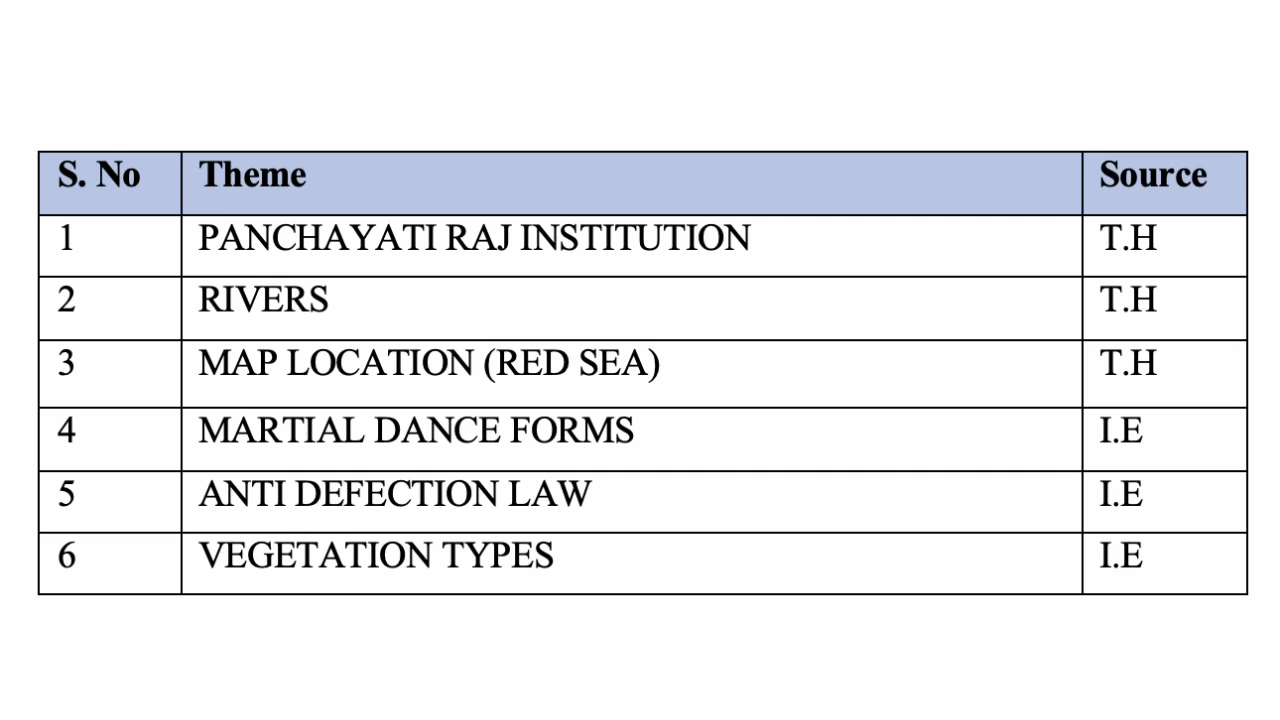 S. No Theme Source
1 PANCHAYATI RAJ INSTITUTION T.H
2 RIVERS T.H
3 MAP LOCATION (RED SEA) T.H
4 MARTIAL DANCE FORMS I.E
5 ANTI DEFECTION LAW I.E
6 VEGETATION TYPES I.E